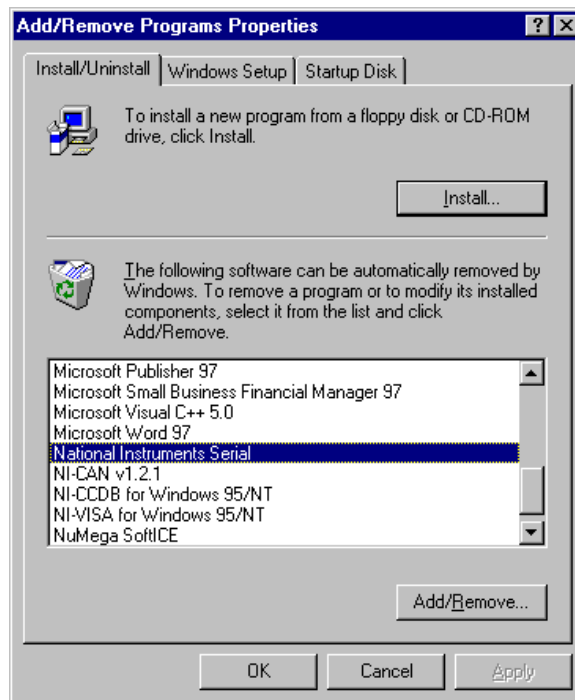 Add/Remove Programs Properties
Install/Uninstall
Windows Setup
Startup Disk
To install a new program from a floppy disk or CD-ROM
drive, click Install.
Install...
The following software can be automatically removed by
Windows. To remove a program or to modify its installed
components, select it from the list and click
Add/Remove.
Microsoft Publisher 97
Microsoft Small Business Financial Manager 97
Microsoft Visual C++ 5.0
Microsoft Word 97
National Instruments Serial
NI-CAN v1.2.1
NI-CCDB for Windows 95/NT
NI-VISA for Windows 95/NT
NuMega SoftICE
Add/Remove...
OK
Cancel
Apply